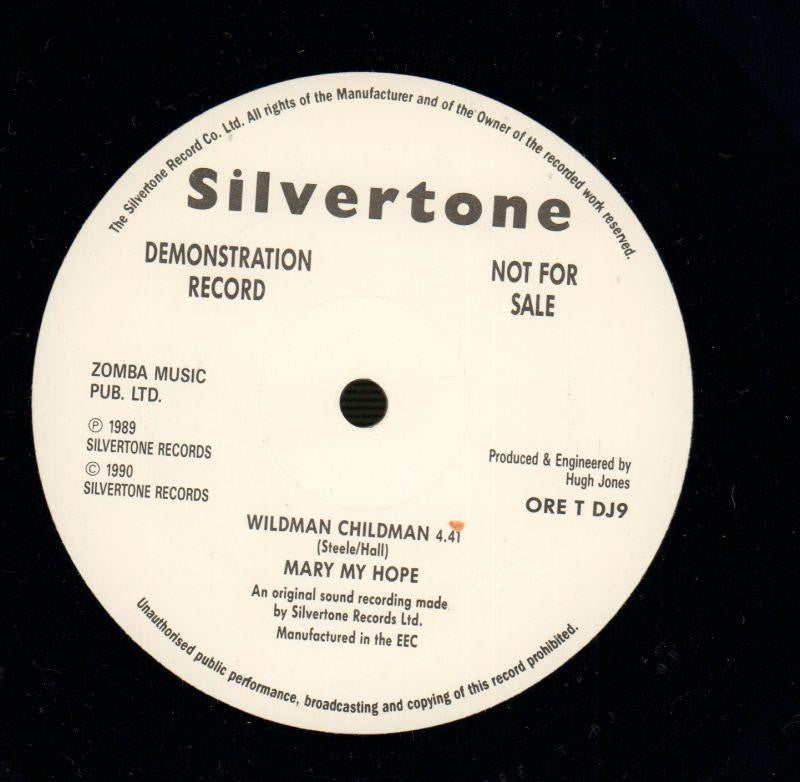 The Silvertone Record Co. Ltd. All rights of the Manufacturer and of the Owner of the recorded work reserved.
Silvertone
DEMONSTRATION
RECORD
NOT FOR
SALE
ZOMBA MUSIC
PUB. LTD.
℗ 1989
SILVERTONE RECORDS
© 1990
SILVERTONE RECORDS
Produced & Engineered by
Hugh Jones
ORE T DJ9
WILDMAN CHILDMAN 4.41
(Steele/Hall)
MARY MY HOPE
An original sound recording made
by Silvertone Records Ltd.
Manufactured in the EEC
Unauthorised public performance, broadcasting and copying of this record prohibited.